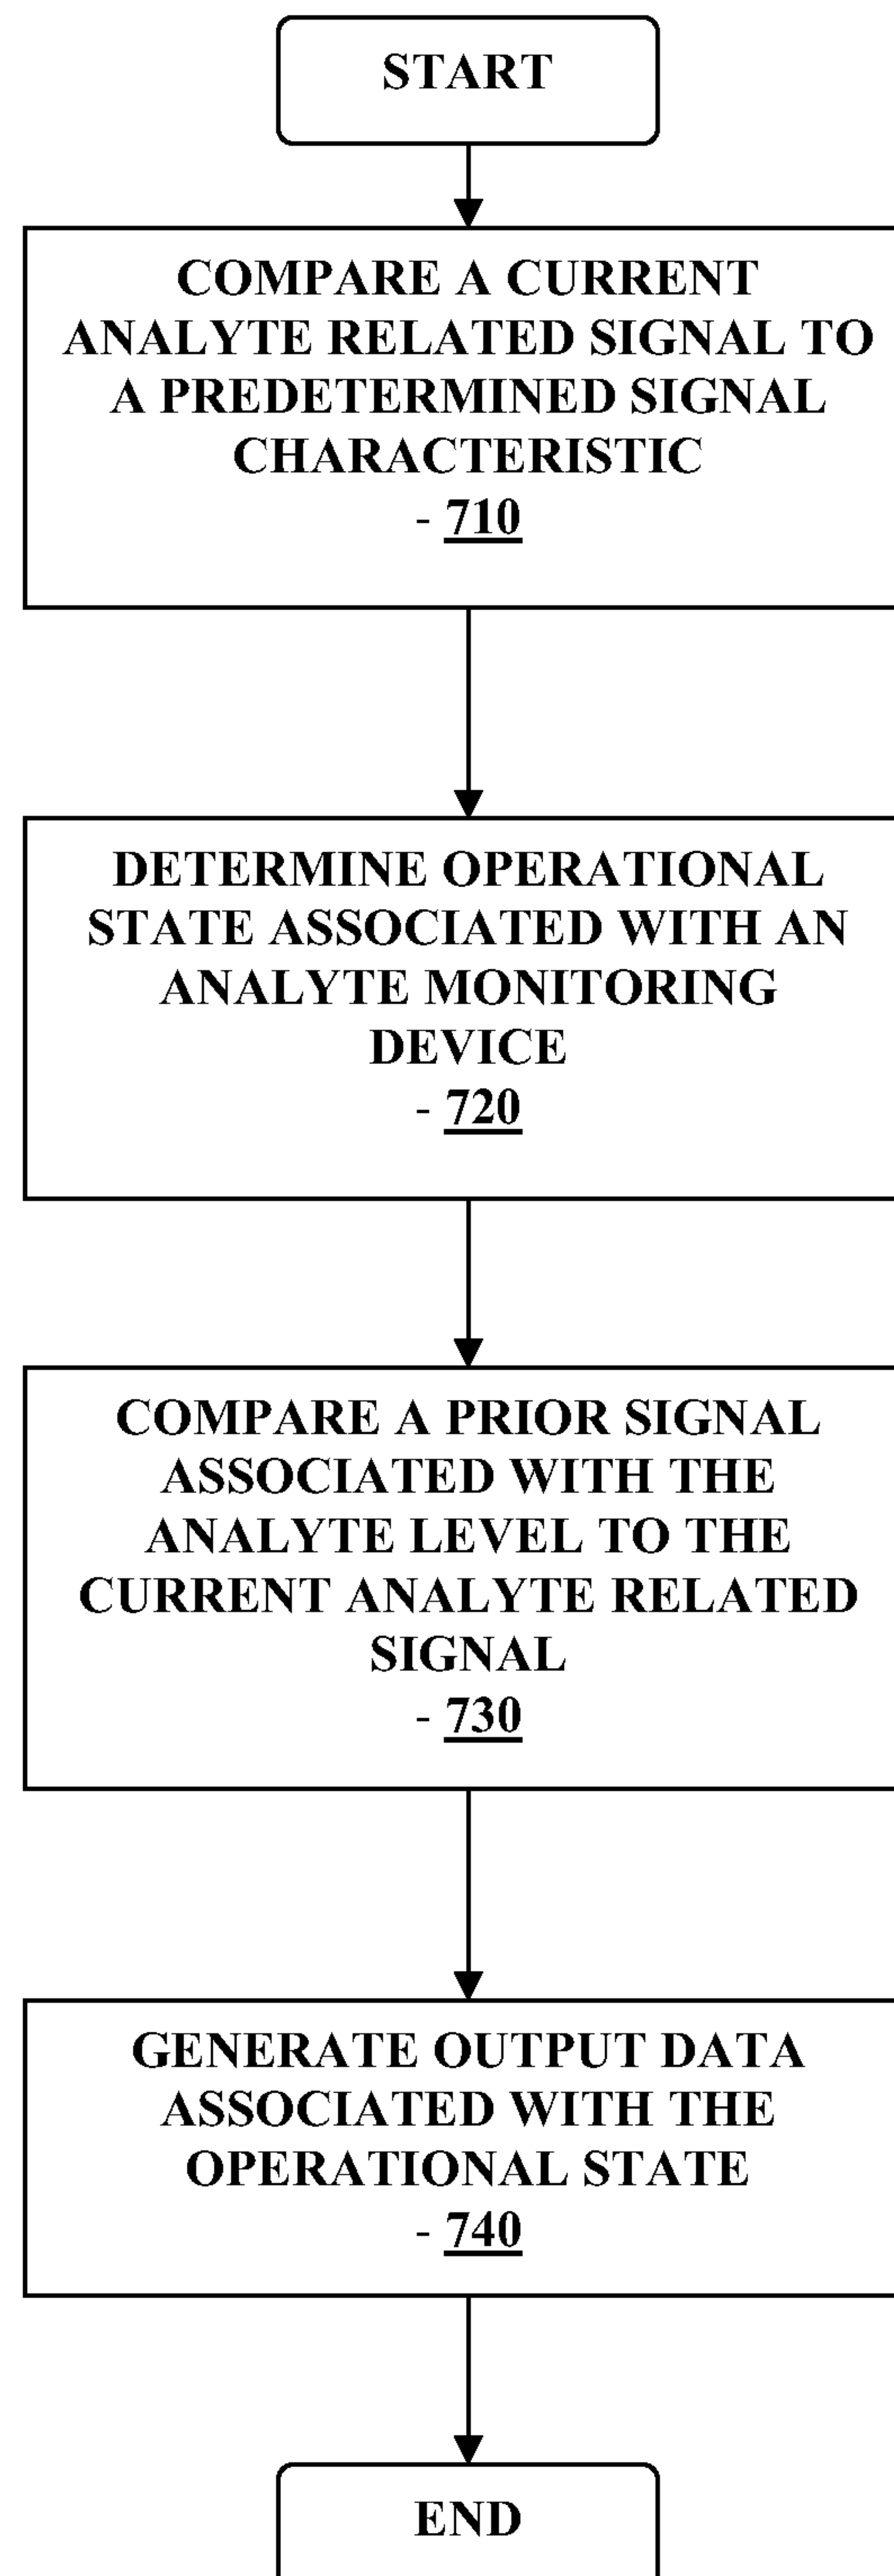 START
COMPARE A CURRENT
ANALYTE RELATED SIGNAL TO
A PREDETERMINED SIGNAL
CHARACTERISTIC
- 710
DETERMINE OPERATIONAL
STATE ASSOCIATED WITH AN
ANALYTE MONITORING
DEVICE
- 720
COMPARE A PRIOR SIGNAL
ASSOCIATED WITH THE
ANALYTE LEVEL TO THE
CURRENT ANALYTE RELATED
SIGNAL
- 730
GENERATE OUTPUT DATA
ASSOCIATED WITH THE
OPERATIONAL STATE
- 740
END